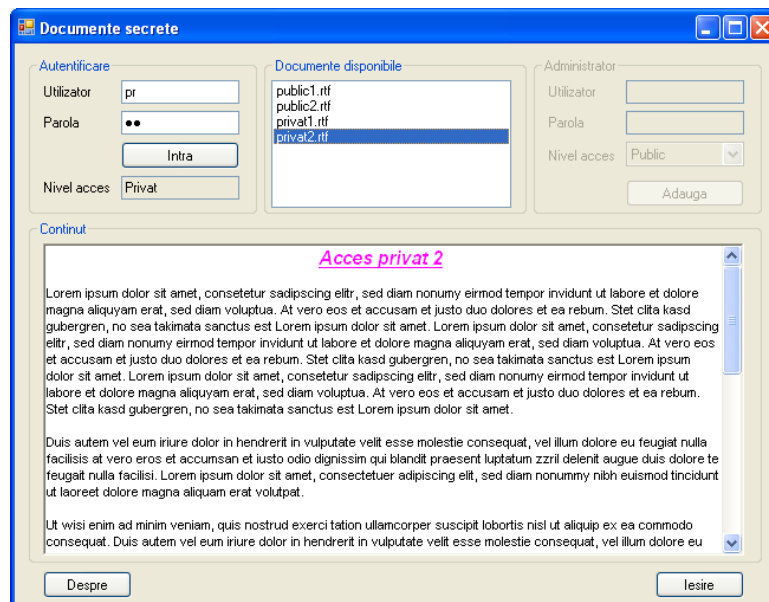 Documente secrete
Autentificare
Utilizator pr
Parola ●●
Intra
Nivel acces Privat
Documente disponibile
public1.rtf
public2.rtf
privat1.rtf
privat2.rtf
Administrator
Utilizator
Parola
Nivel acces Public
Adauga
Continut
Acces privat 2
Lorem ipsum dolor sit amet, consetetur sadipscing elitr, sed diam nonumy eirmod tempor invidunt ut labore et dolore
magna aliquyam erat, sed diam voluptua. At vero eos et accusam et justo duo dolores et ea rebum. Stet clita kasd
gubergren, no sea takimata sanctus est Lorem ipsum dolor sit amet. Lorem ipsum dolor sit amet, consetetur sadipscing
elitr, sed diam nonumy eirmod tempor invidunt ut labore et dolore magna aliquyam erat, sed diam voluptua. At vero eos
et accusam et justo duo dolores et ea rebum. Stet clita kasd gubergren, no sea takimata sanctus est Lorem ipsum
dolor sit amet. Lorem ipsum dolor sit amet, consetetur sadipscing elitr, sed diam nonumy eirmod tempor invidunt ut
labore et dolore magna aliquyam erat, sed diam voluptua. At vero eos et accusam et justo duo dolores et ea rebum.
Stet clita kasd gubergren, no sea takimata sanctus est Lorem ipsum dolor sit amet.
Duis autem vel eum iriure dolor in hendrerit in vulputate velit esse molestie consequat, vel illum dolore eu feugiat nulla
facilisis at vero eros et accumsan et iusto odio dignissim qui blandit praesent luptatum zzril delenit augue duis dolore te
feugait nulla facilisi. Lorem ipsum dolor sit amet, consectetuer adipiscing elit, sed diam nonummy nibh euismod tincidunt
ut laoreet dolore magna aliquam erat volutpat.
Ut wisi enim ad minim veniam, quis nostrud exerci tation ullamcorper suscipit lobortis nisl ut aliquip ex ea commodo
consequat. Duis autem vel eum iriure dolor in hendrerit in vulputate velit esse molestie consequat, vel illum dolore eu
Despre
Iesire